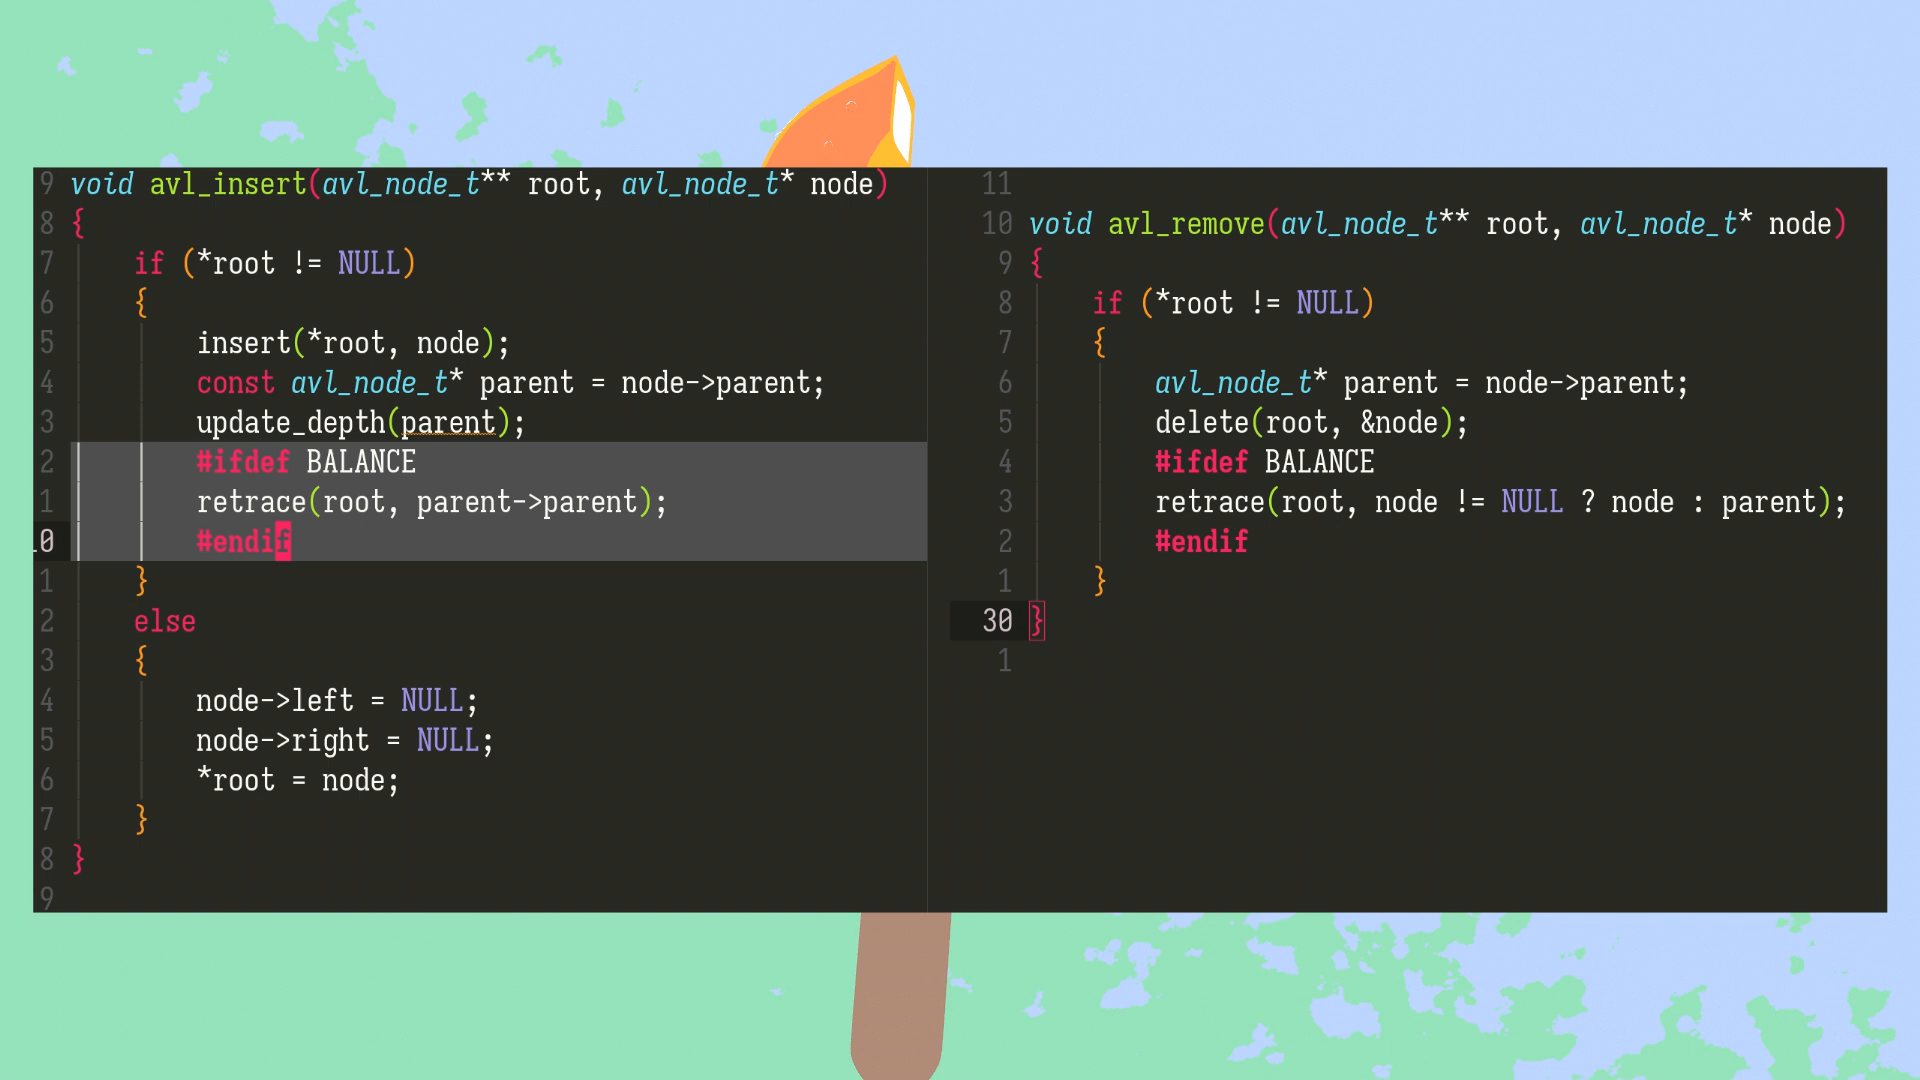 9 void avl_insert(avl_node_t** root, avl_node_t* node)
8 {
7     if (*root != NULL)
6     {
5         insert(*root, node);
4         const avl_node_t* parent = node->parent;
3         update_depth(parent);
2         #ifdef BALANCE
1         retrace(root, parent->parent);
10         #endif
1     }
2     else
3     {
4         node->left = NULL;
5         node->right = NULL;
6         *root = node;
7     }
8 }
9
11
10 void avl_remove(avl_node_t** root, avl_node_t* node)
9 {
8     if (*root != NULL)
7     {
6         avl_node_t* parent = node->parent;
5         delete(root, &node);
4         #ifdef BALANCE
3         retrace(root, node != NULL ? node : parent);
2         #endif
1     }
30 }
1